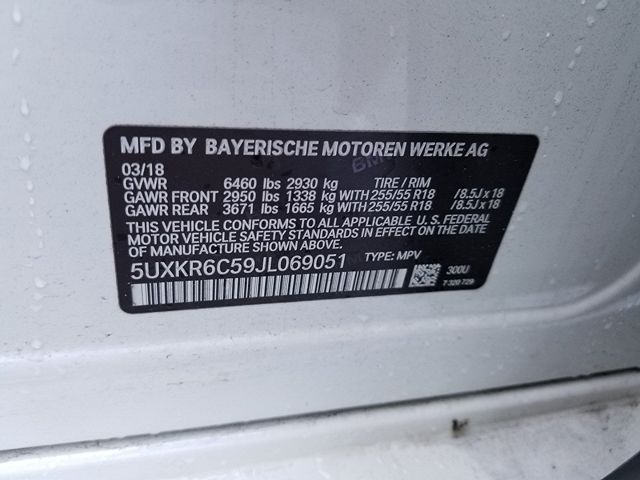 MFD BY BAYERISCHE MOTOREN WERKE AG
03/18
GVWR 6460 lbs 2930 kg TIRE / RIM
GAWR FRONT 2950 lbs 1338 kg WITH 255/55 R18 /8.5J x 18
GAWR REAR 3671 lbs 1665 kg WITH 255/55 R18 /8.5J x 18
THIS VEHICLE CONFORMS TO ALL APPLICABLE U. S. FEDERAL
MOTOR VEHICLE SAFETY STANDARDS IN EFFECT ON THE DATE
OF MANUFACTURE SHOWN ABOVE.
5UXKR6C59JL069051 TYPE: MPV
300U
7 320 729